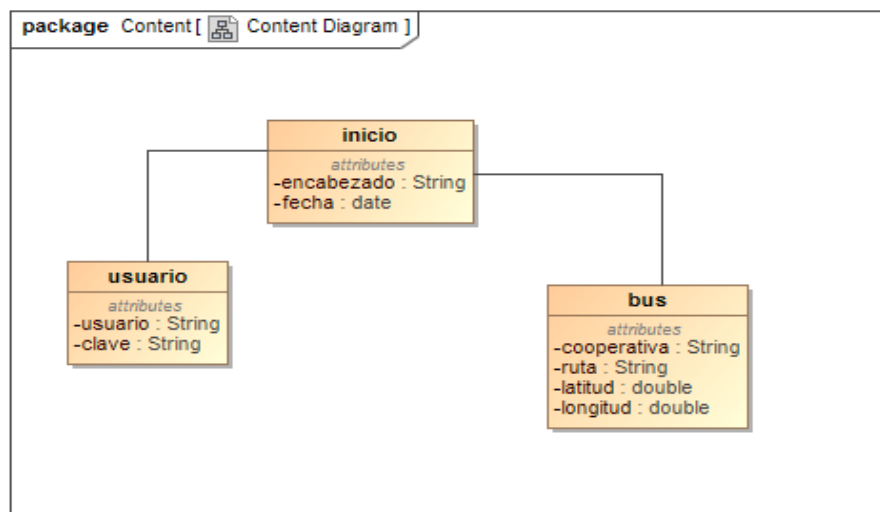 package Content [ Content Diagram ]
inicio
attributes
-encabezado : String
-fecha : date
usuario
attributes
-usuario : String
-clave : String
bus
attributes
-cooperativa : String
-ruta : String
-latitud : double
-longitud : double